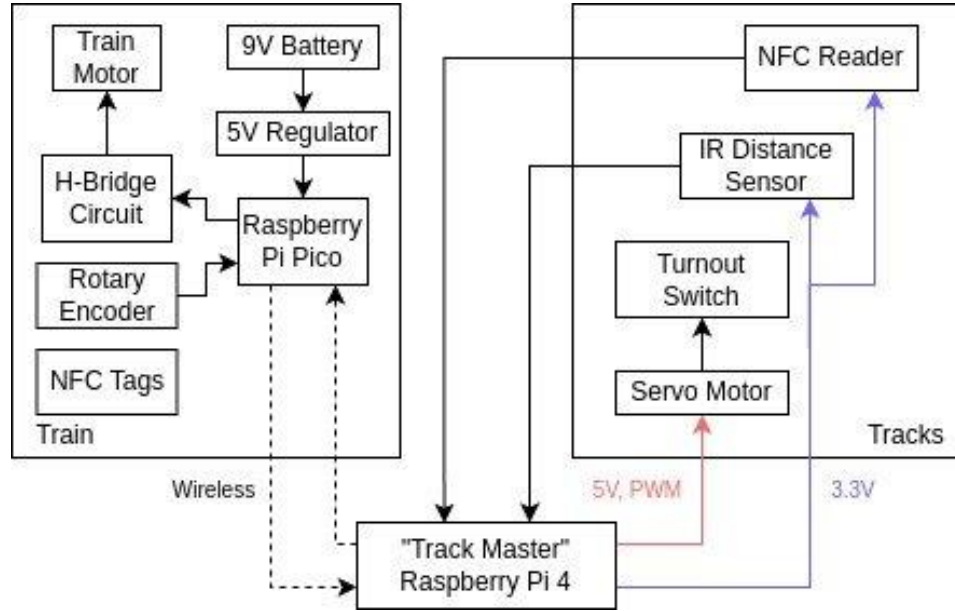 Train
Motor
9V Battery
5V Regulator
H-Bridge
Circuit
Raspberry
Pi Pico
Rotary
Encoder
NFC Tags
Train
NFC Reader
IR Distance
Sensor
Turnout
Switch
Servo Motor
Tracks
Wireless
5V, PWM
3.3V
"Track Master"
Raspberry Pi 4